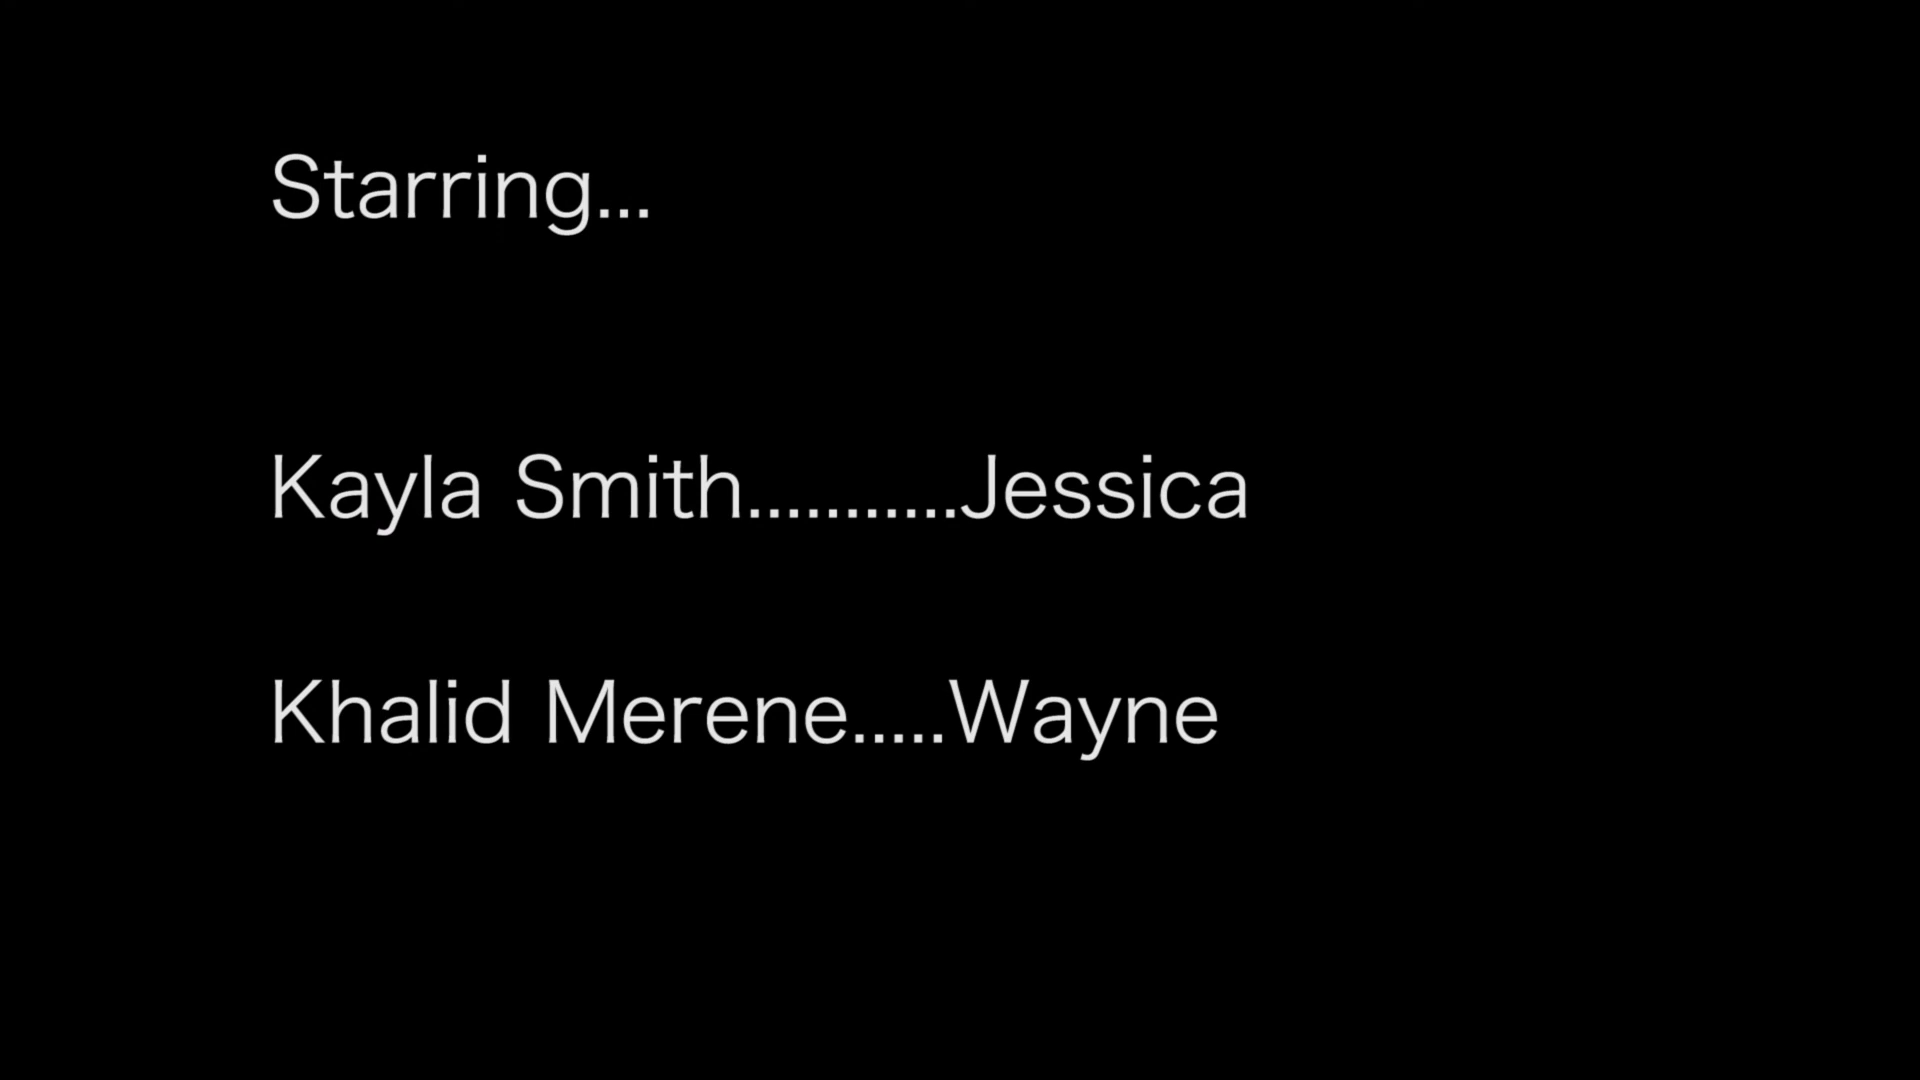 Starring...
Kayla Smith...........Jessica
Khalid Merene.....Wayne